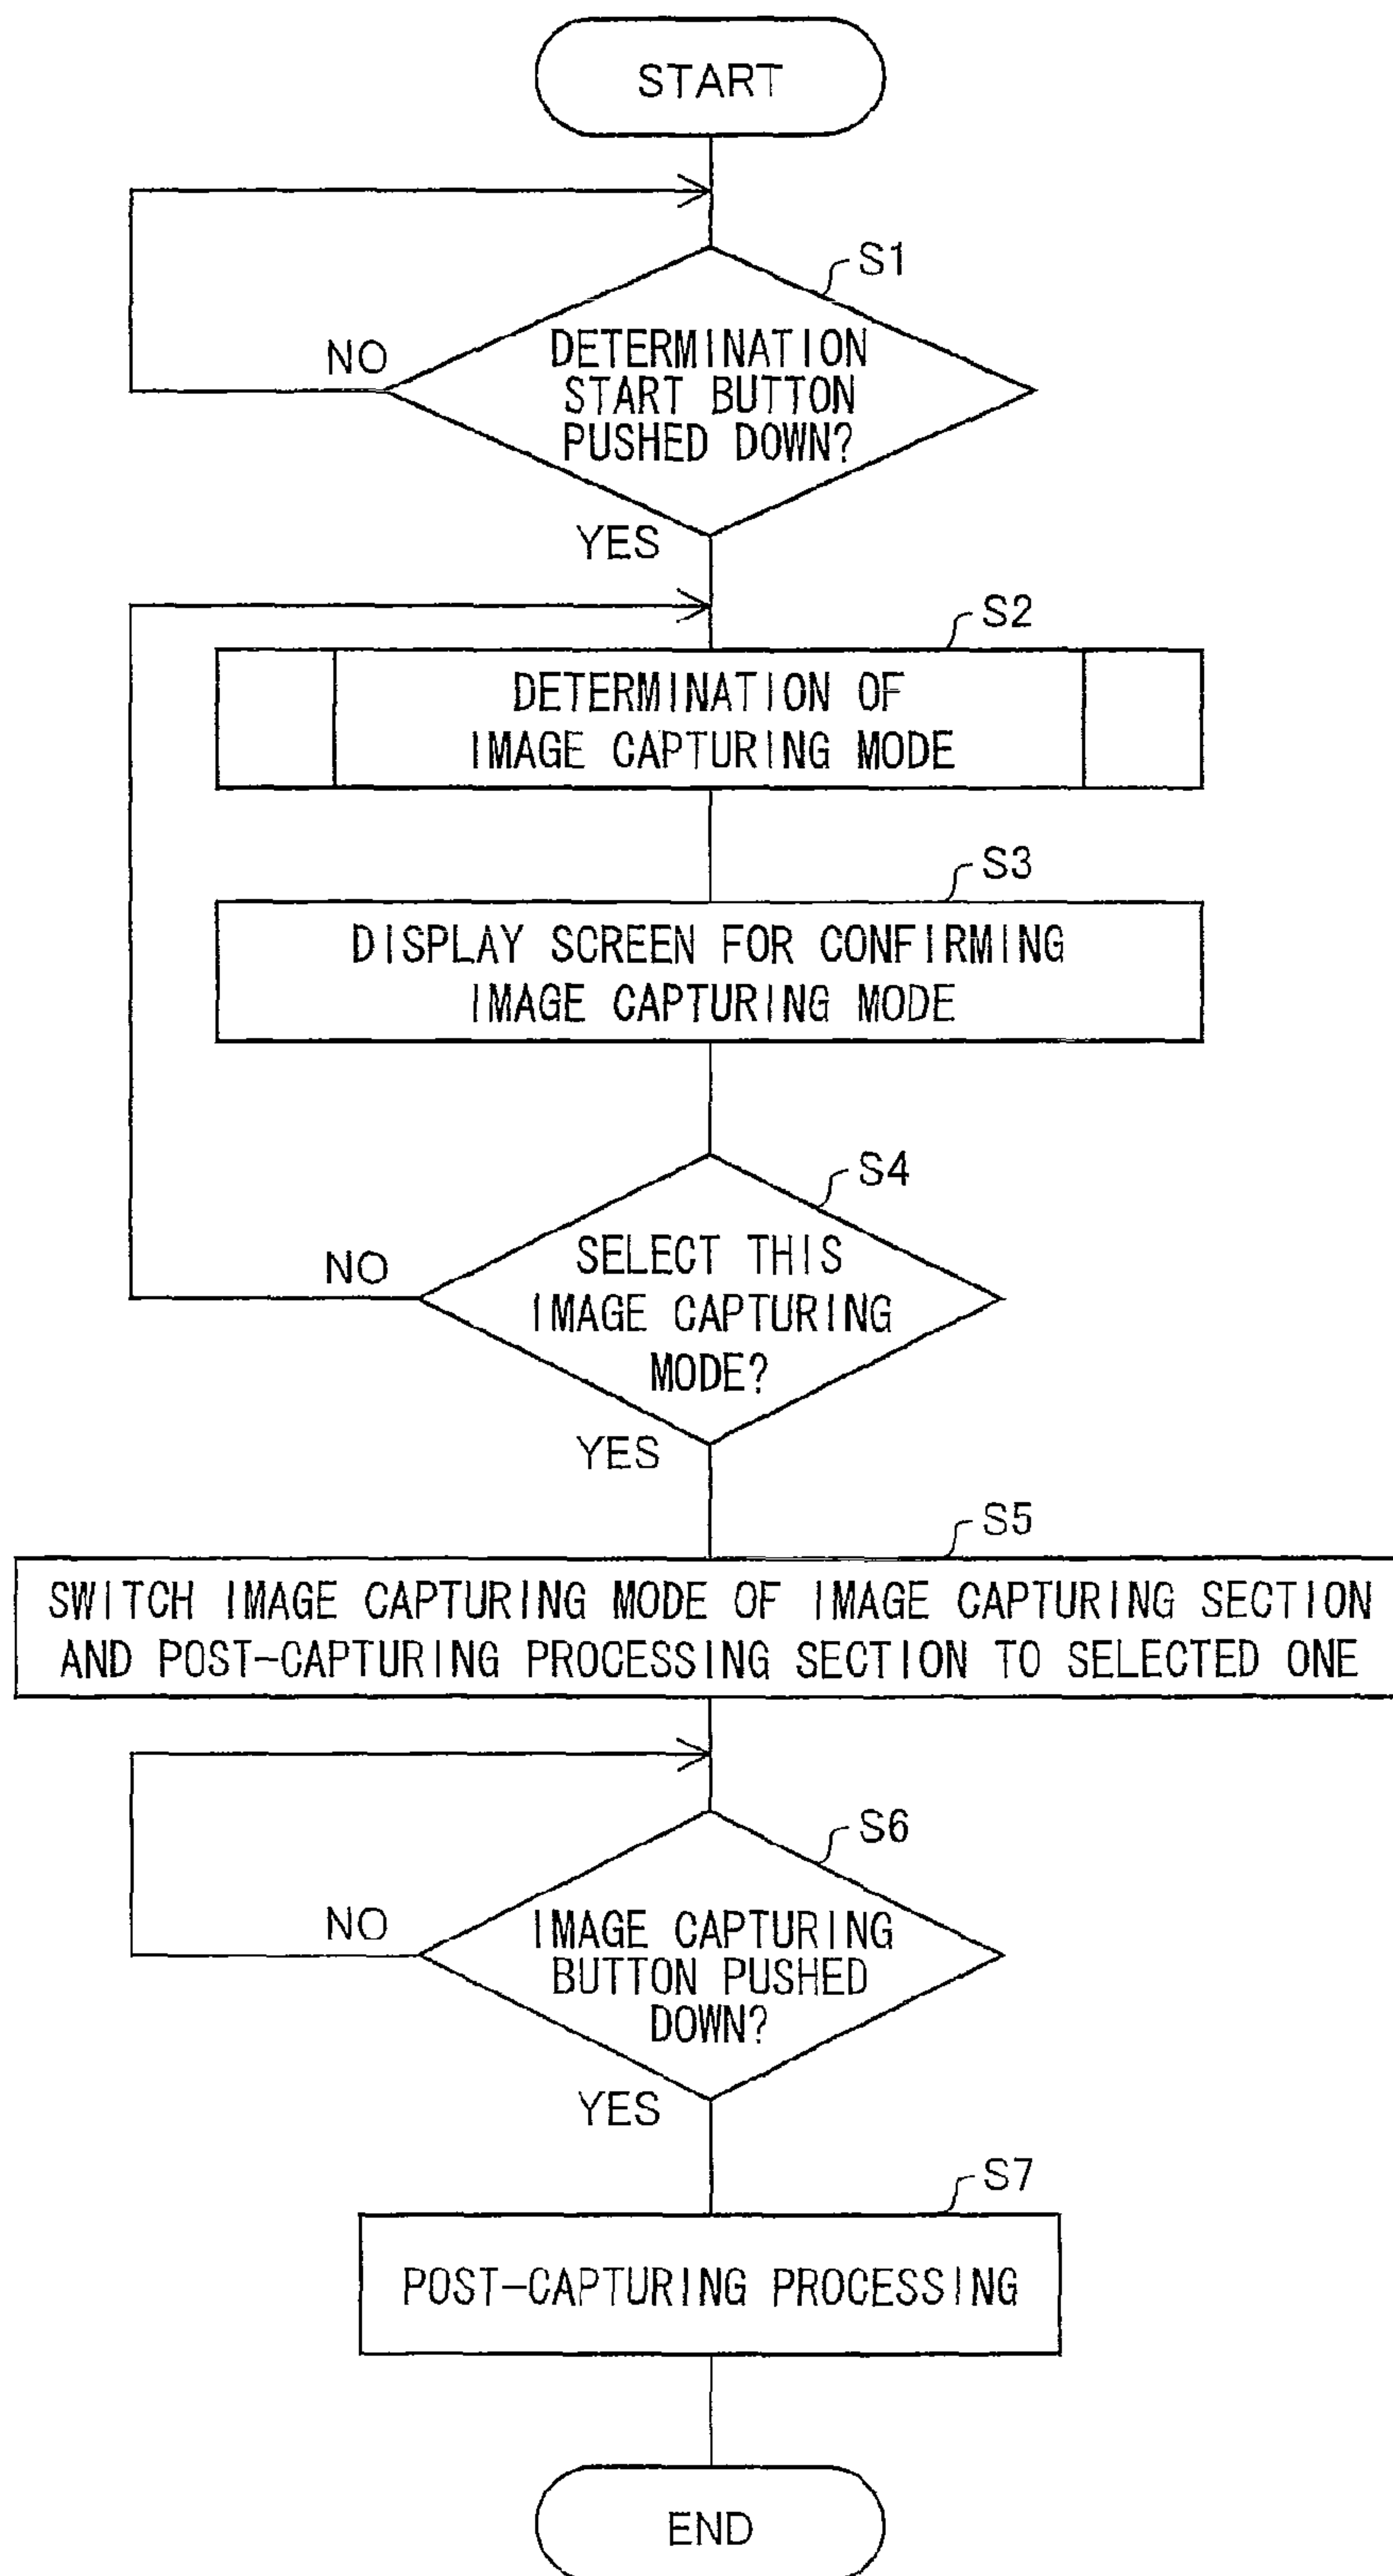 START
S1
DETERMINATION
START BUTTON
PUSHED DOWN?
NO
YES
S2
DETERMINATION OF
IMAGE CAPTURING MODE
S3
DISPLAY SCREEN FOR CONFIRMING
IMAGE CAPTURING MODE
S4
SELECT THIS
IMAGE CAPTURING
MODE?
NO
YES
S5
SWITCH IMAGE CAPTURING MODE OF IMAGE CAPTURING SECTION
AND POST-CAPTURING PROCESSING SECTION TO SELECTED ONE
S6
IMAGE CAPTURING
BUTTON PUSHED
DOWN?
NO
YES
S7
POST-CAPTURING PROCESSING
END